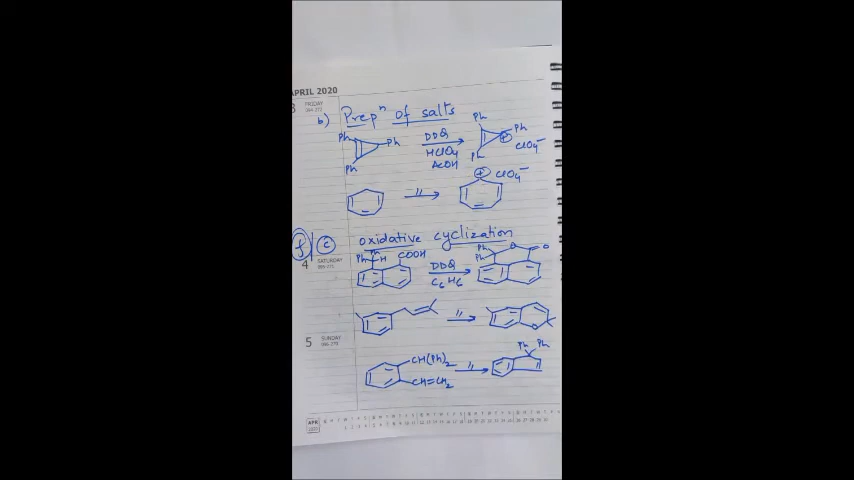 APRIL 2020
3 FRIDAY
b) Prepⁿ of salts
Ph Ph Ph DDQ HClO4 AcOH Ph Ph Ph ⊕ ClO4⁻
〃 ⊕ ClO4⁻
f c oxidative cyclization
4 SATURDAY
Ph Ph H COOH DDQ C6H6 Ph Ph O O
〃 O
5 SUNDAY
CH(Ph)2 CH=CH2 〃 Ph Ph
APR 2020